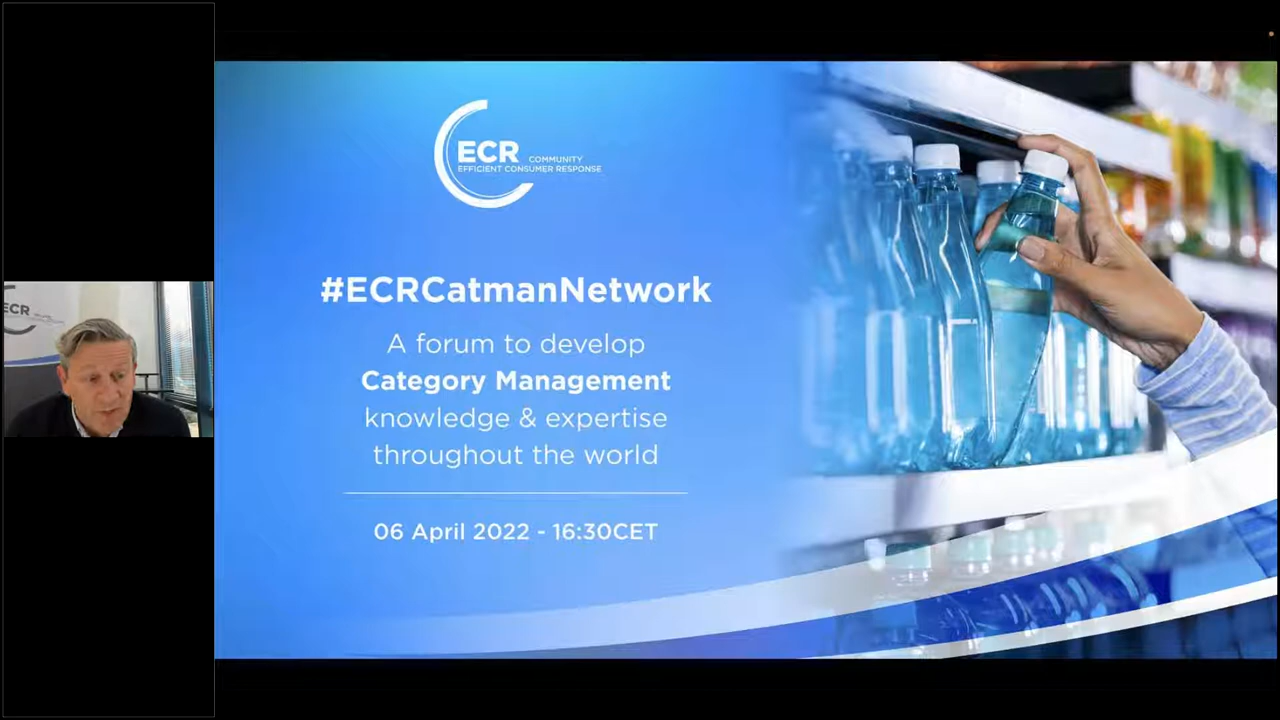 ECR COMMUNITY
EFFICIENT CONSUMER RESPONSE
#ECRCatmanNetwork
A forum to develop
Category Management
knowledge & expertise
throughout the world
06 April 2022 - 16:30CET
ECR